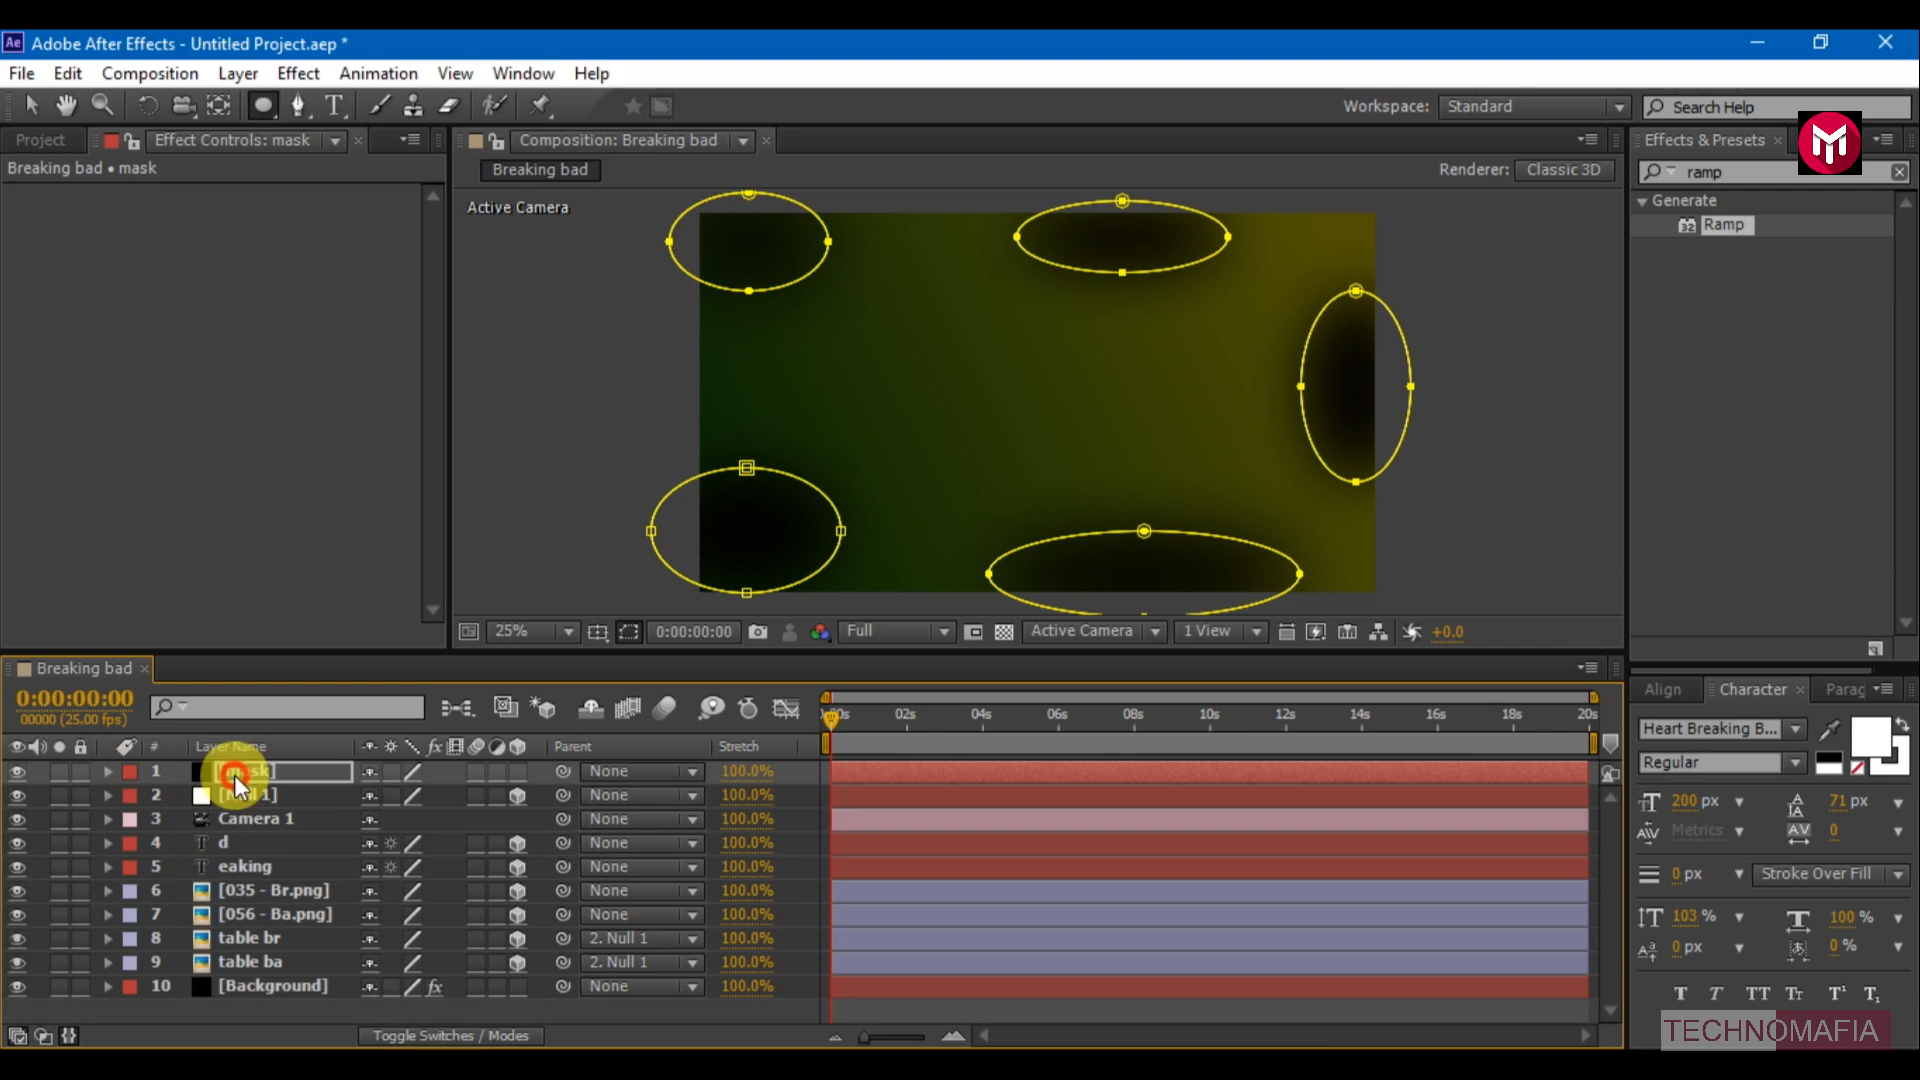 Ae Adobe After Effects - Untitled Project.aep *
File Edit Composition Layer Effect Animation View Window Help
T Workspace: Standard Search Help
Project Effect Controls: mask Composition: Breaking bad Effects & Presets
Breaking bad • mask Breaking bad Renderer: Classic 3D ramp
Active Camera
Generate
32 Ramp
25% 0:00:00:00 Full Active Camera 1 View +0.0
Breaking bad
0:00:00:00
00000 (25.00 fps)
02s 04s 06s 08s 10s 12s 14s 16s 18s 20s
# Layer Name fx Parent Stretch
1 None 100.0%
2 None 100.0%
3 Camera 1
4 T d None 100.0%
5 T eaking None 100.0%
6 [035 - Br.png] None 100.0%
7 [056 - Ba.png] None 100.0%
8 table br 2. Null 1 100.0%
9 table ba 2. Null 1 100.0%
10 [Background] fx None 100.0%
Toggle Switches / Modes
Align Character Parag
Heart Breaking B...
Regular
200 px 71 px
Metrics AV 0
0 px Stroke Over Fill
103 % 100 %
0 px 0 %
T T TT Tт T¹ T₁
TECHNOMAFIA